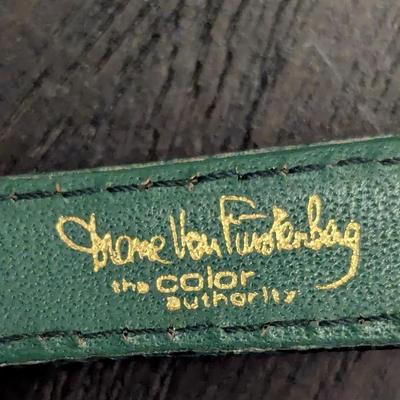 Diane Von Furstenberg
the color
authority